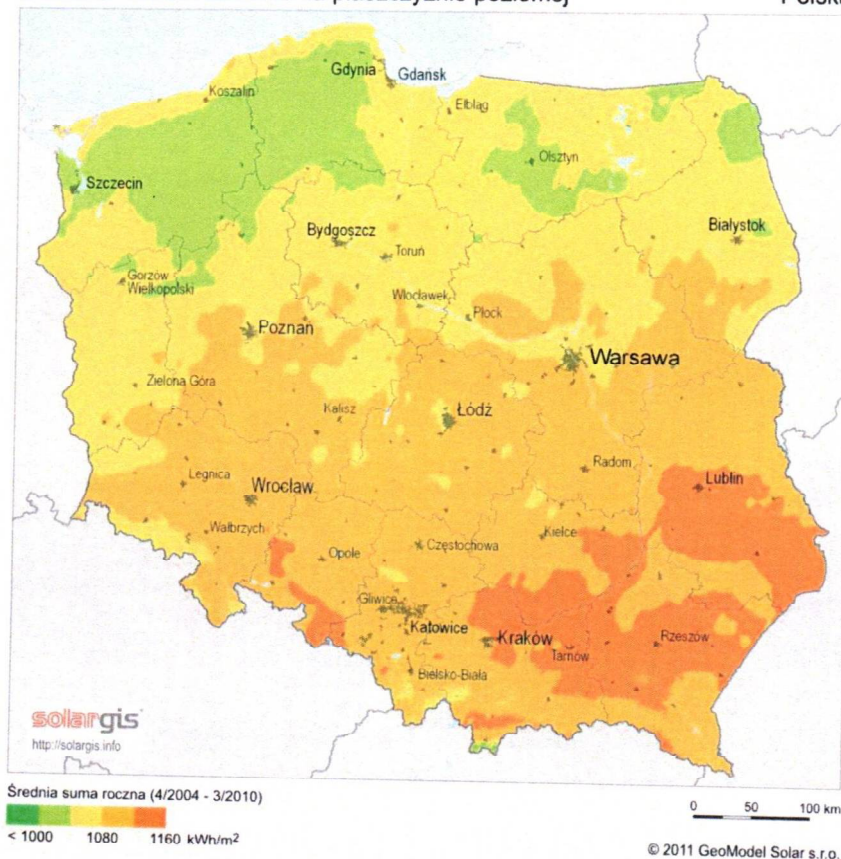 płaszczyźnie poziomej
Polska
Gdynia
Gdańsk
Koszalin
Elbląg
Olsztyn
Szczecin
Bydgoszcz
Toruń
Białystok
Gorzów
Wielkopolski
Włocławek
Płock
Poznań
Warsawa
Zielona Góra
Kalisz
Łódź
Radom
Legnica
Wrocław
Lublin
Wałbrzych
Opole
Częstochowa
Kielce
Gliwice
Katowice
Kraków
Tarnów
Rzeszów
Bielsko-Biała
solargis
http://solargis.info
Średnia suma roczna (4/2004 - 3/2010)
< 1000 1080 1160 kWh/m²
0 50 100 km
© 2011 GeoModel Solar s.r.o.